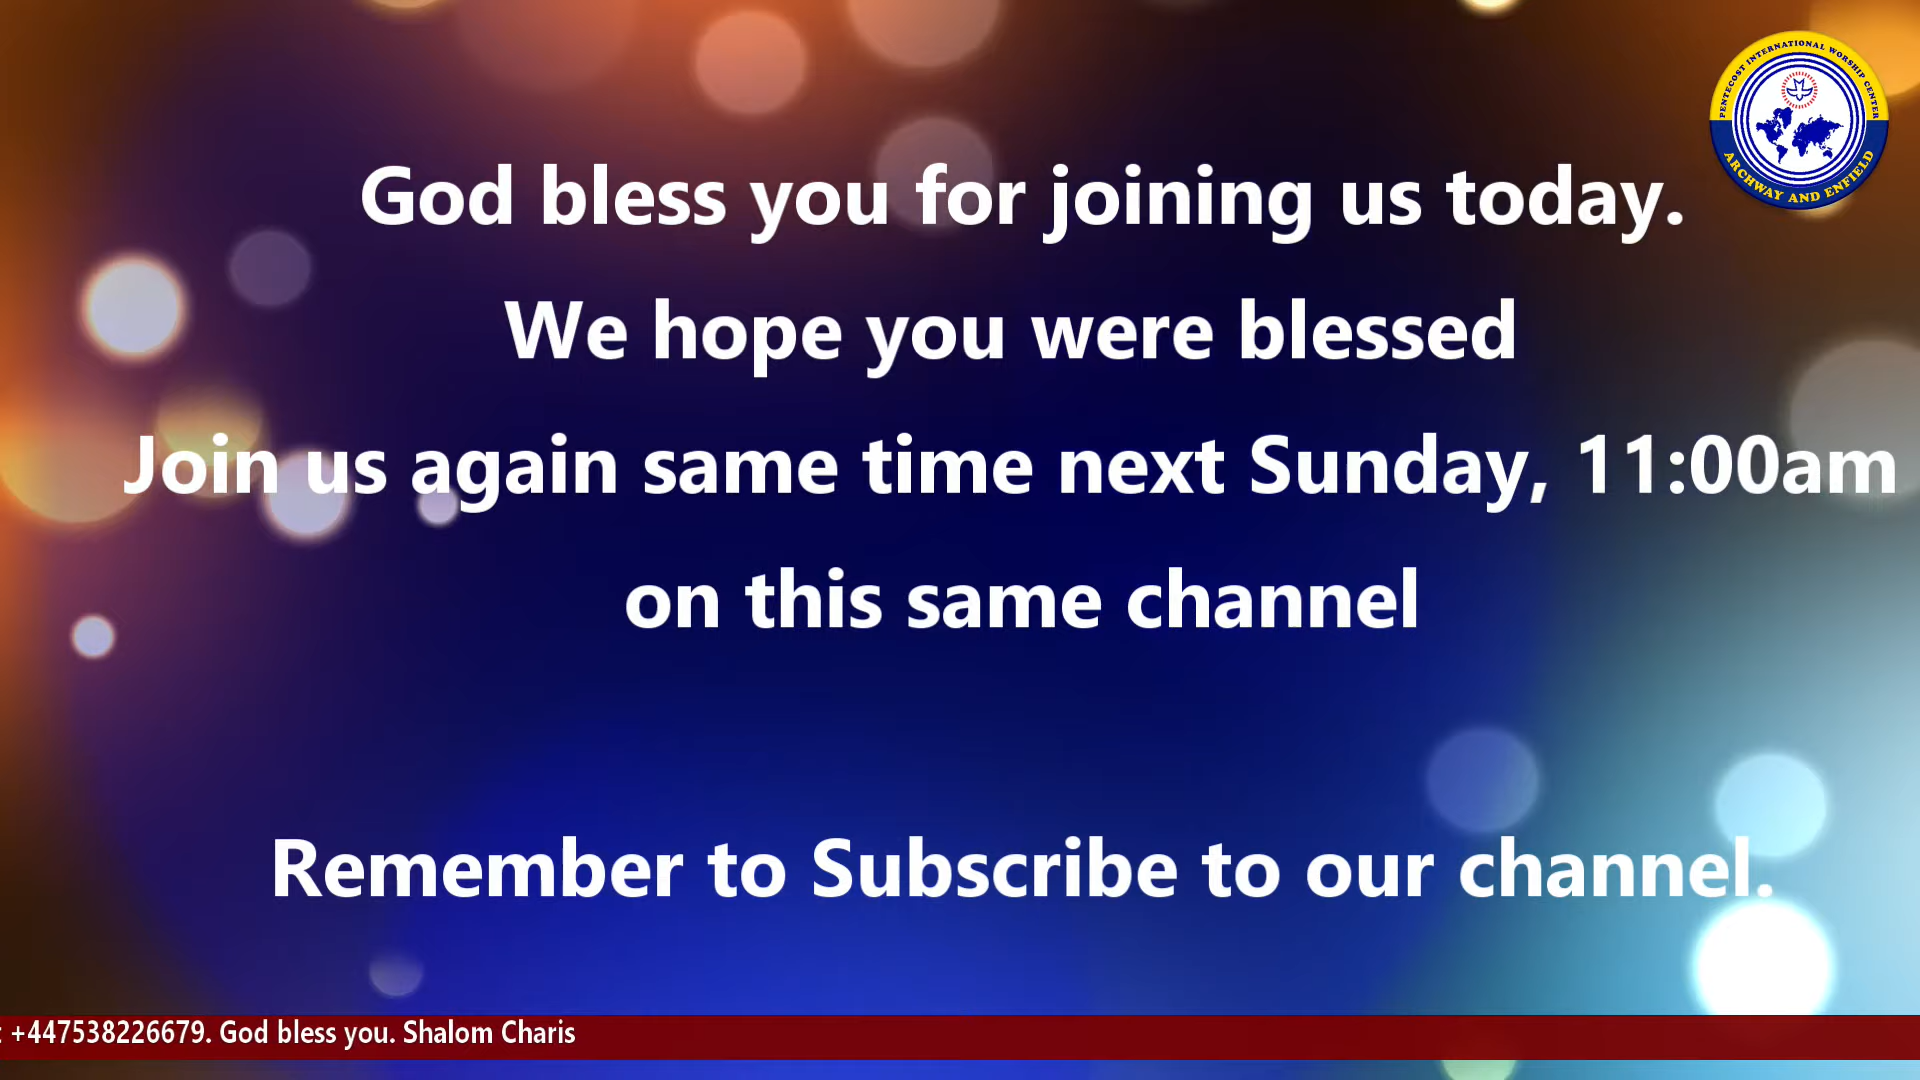 PENTECOST INTERNATIONAL WORSHIP CENTER
ARCHWAY AND ENFIELD
God bless you for joining us today.
We hope you were blessed
Join us again same time next Sunday, 11:00am
on this same channel
Remember to Subscribe to our channel.
: +447538226679. God bless you. Shalom Charis